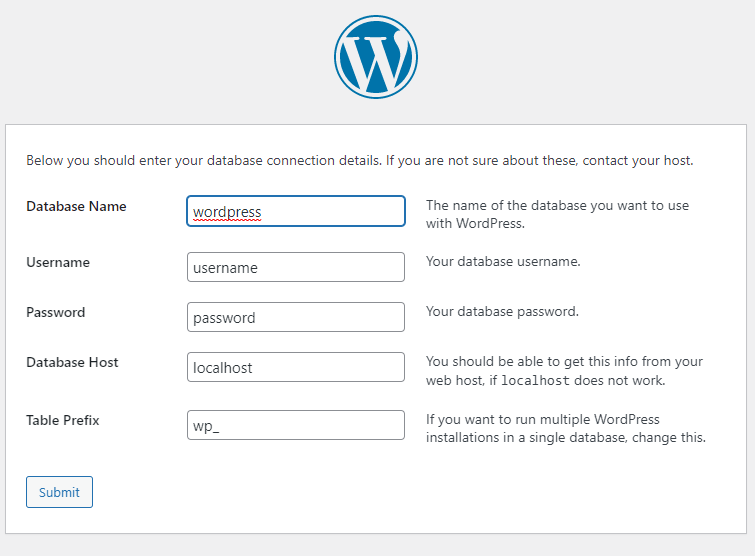 Below you should enter your database connection details. If you are not sure about these, contact your host.
Database Name
wordpress
The name of the database you want to use
with WordPress.
Username
username
Your database username.
Password
password
Your database password.
Database Host
localhost
You should be able to get this info from your
web host, if localhost does not work.
Table Prefix
wp_
If you want to run multiple WordPress
installations in a single database, change this.
Submit